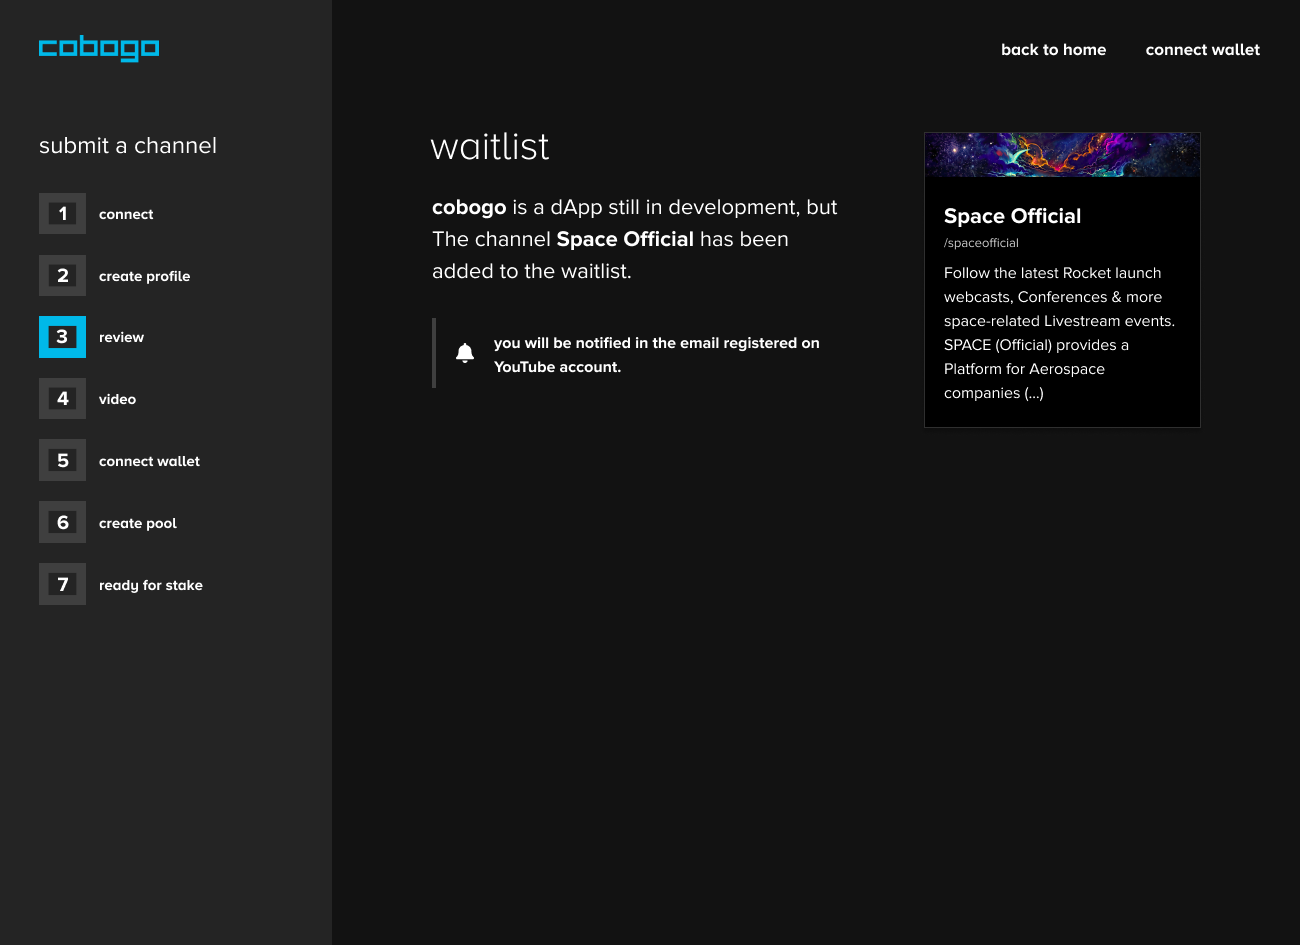 cobogo
back to home
connect wallet
submit a channel
1 connect
2 create profile
3 review
4 video
5 connect wallet
6 create pool
7 ready for stake
waitlist
cobogo is a dApp still in development, but
The channel Space Official has been
added to the waitlist.
you will be notified in the email registered on
YouTube account.
Space Official
/spaceofficial
Follow the latest Rocket launch
webcasts, Conferences & more
space-related Livestream events.
SPACE (Official) provides a
Platform for Aerospace
companies (...)